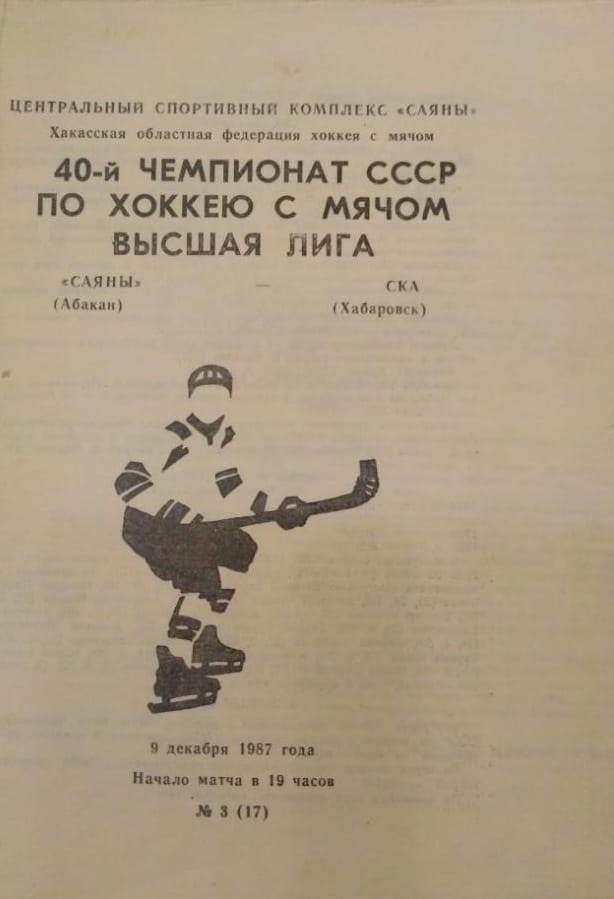 ЦЕНТРАЛЬНЫЙ СПОРТИВНЫЙ КОМПЛЕКС «САЯНЫ»
Хакасская областная федерация хоккея с мячом
40-й ЧЕМПИОНАТ СССР
ПО ХОККЕЮ С МЯЧОМ
ВЫСШАЯ ЛИГА
«САЯНЫ» — СКА
(Абакан) (Хабаровск)
9 декабря 1987 года
Начало матча в 19 часов
№ 3 (17)